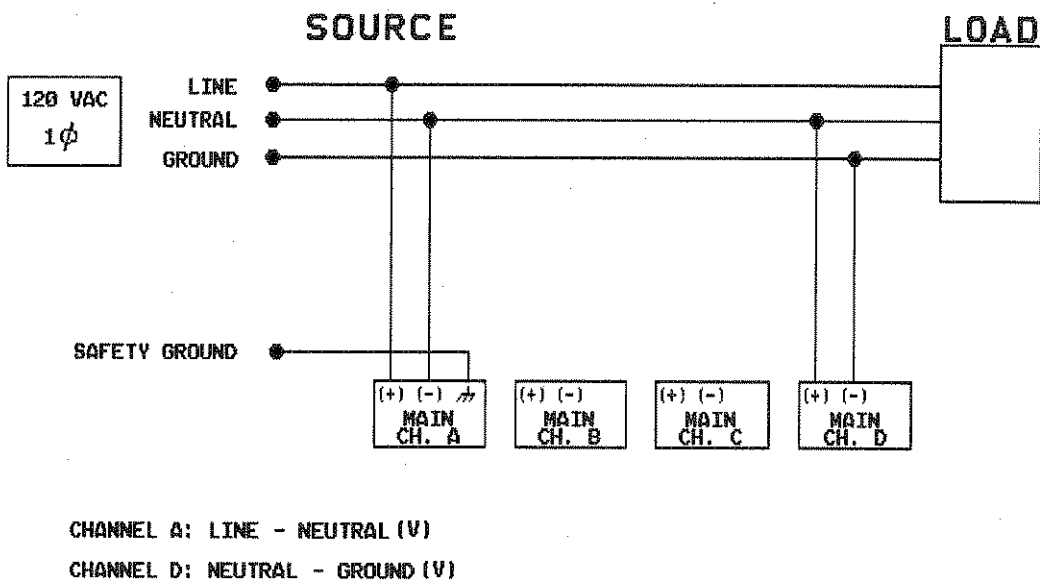 SOURCE
LOAD
120 VAC
1ϕ
LINE
NEUTRAL
GROUND
SAFETY GROUND
(+) (-)
MAIN
CH. A
(+) (-)
MAIN
CH. B
(+) (-)
MAIN
CH. C
(+) (-)
MAIN
CH. D
CHANNEL A: LINE - NEUTRAL (V)
CHANNEL D: NEUTRAL - GROUND (V)